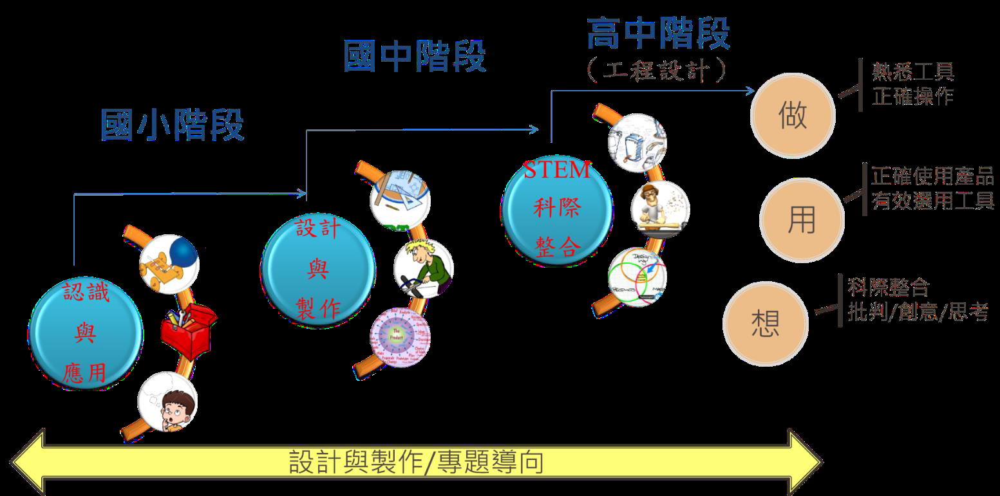 國小階段
認識
與
應用
國中階段
設計
與
製作
The
Product
高中階段
(工程設計)
STEM
科際
整合
做
熟悉工具
正確操作
用
正確使用產品
有效選用工具
想
科際整合
批判/創意/思考
設計與製作/專題導向